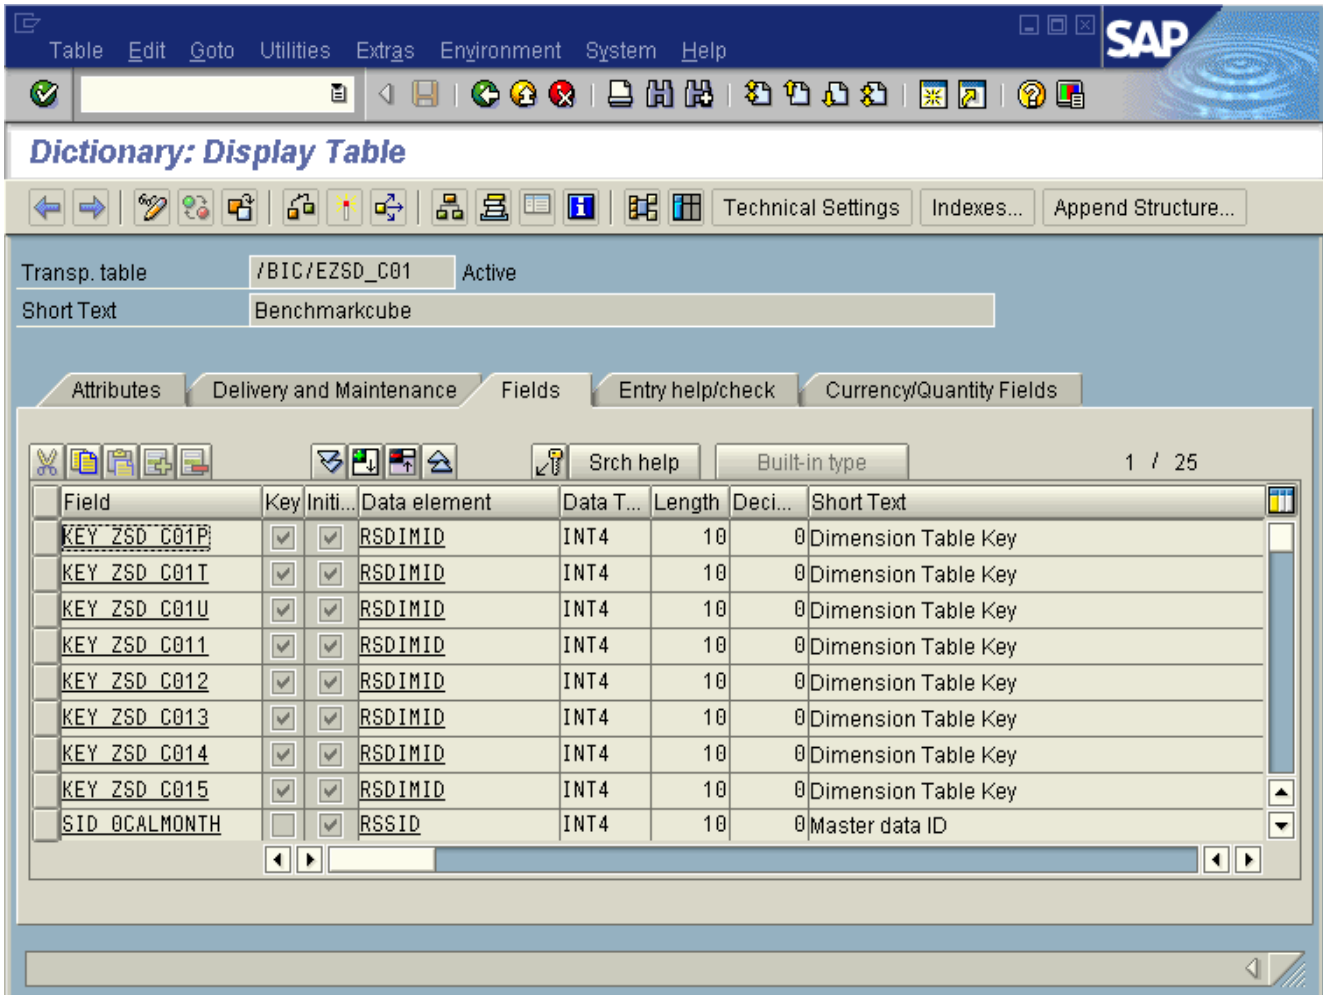 Table Edit Goto Utilities Extras Environment System Help
SAP
Dictionary: Display Table
Technical Settings Indexes... Append Structure...
Transp. table /BIC/EZSD_C01 Active
Short Text Benchmarkcube
Attributes Delivery and Maintenance Fields Entry help/check Currency/Quantity Fields
Srch help Built-in type 1 / 25
Field Key Initi... Data element Data T... Length Deci... Short Text
KEY_ZSD_C01P RSDIMID INT4 10 0 Dimension Table Key
KEY_ZSD_C01T RSDIMID INT4 10 0 Dimension Table Key
KEY_ZSD_C01U RSDIMID INT4 10 0 Dimension Table Key
KEY_ZSD_C011 RSDIMID INT4 10 0 Dimension Table Key
KEY_ZSD_C012 RSDIMID INT4 10 0 Dimension Table Key
KEY_ZSD_C013 RSDIMID INT4 10 0 Dimension Table Key
KEY_ZSD_C014 RSDIMID INT4 10 0 Dimension Table Key
KEY_ZSD_C015 RSDIMID INT4 10 0 Dimension Table Key
SID_0CALMONTH RSSID INT4 10 0 Master data ID